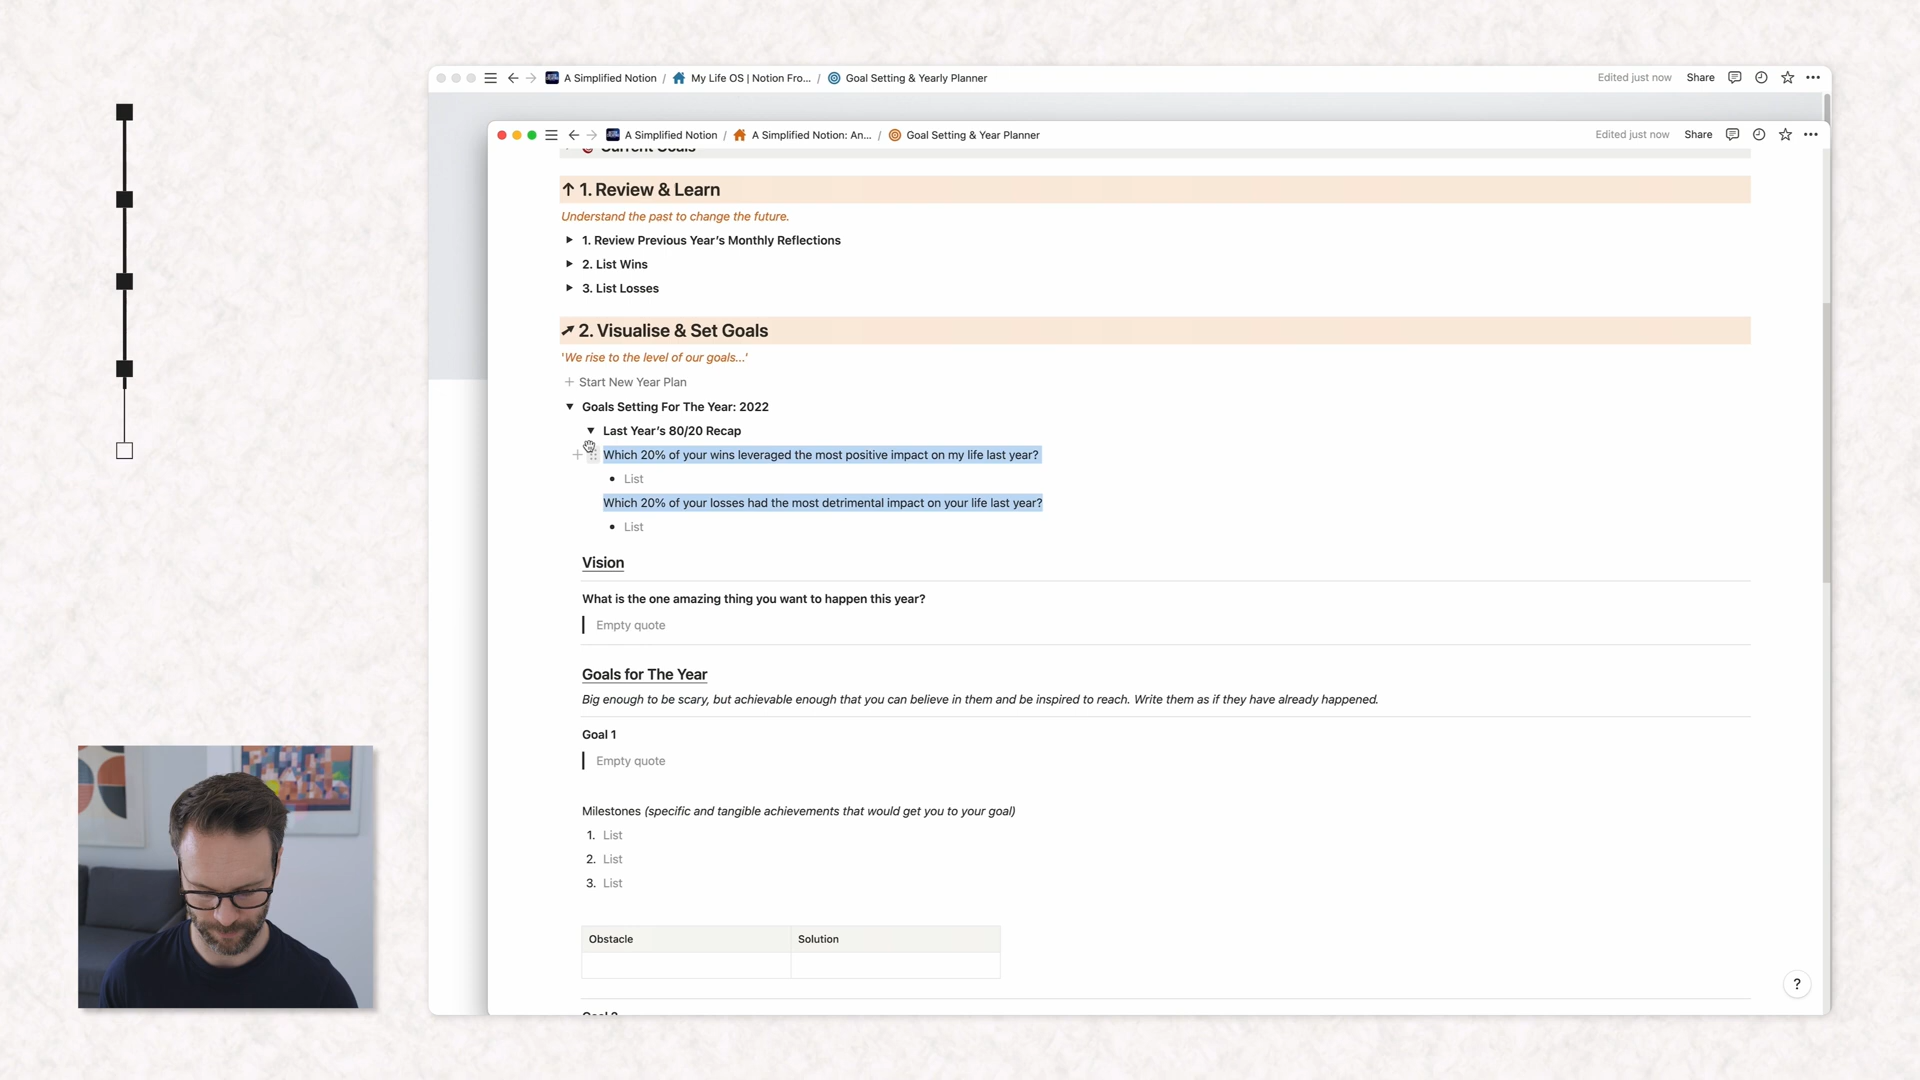 A Simplified Notion / My Life OS | Notion Fro... / Goal Setting & Yearly Planner
Edited just now Share
A Simplified Notion / A Simplified Notion: An... / Goal Setting & Year Planner
Edited just now Share
Current Goals
↑ 1. Review & Learn
Understand the past to change the future.
1. Review Previous Year’s Monthly Reflections
2. List Wins
3. List Losses
↗ 2. Visualise & Set Goals
'We rise to the level of our goals...'
+ Start New Year Plan
Goals Setting For The Year: 2022
Last Year’s 80/20 Recap
Which 20% of your wins leveraged the most positive impact on my life last year?
• List
Which 20% of your losses had the most detrimental impact on your life last year?
• List
Vision
What is the one amazing thing you want to happen this year?
Empty quote
Goals for The Year
Big enough to be scary, but achievable enough that you can believe in them and be inspired to reach. Write them as if they have already happened.
Goal 1
Empty quote
Milestones (specific and tangible achievements that would get you to your goal)
1. List
2. List
3. List
Obstacle Solution
?